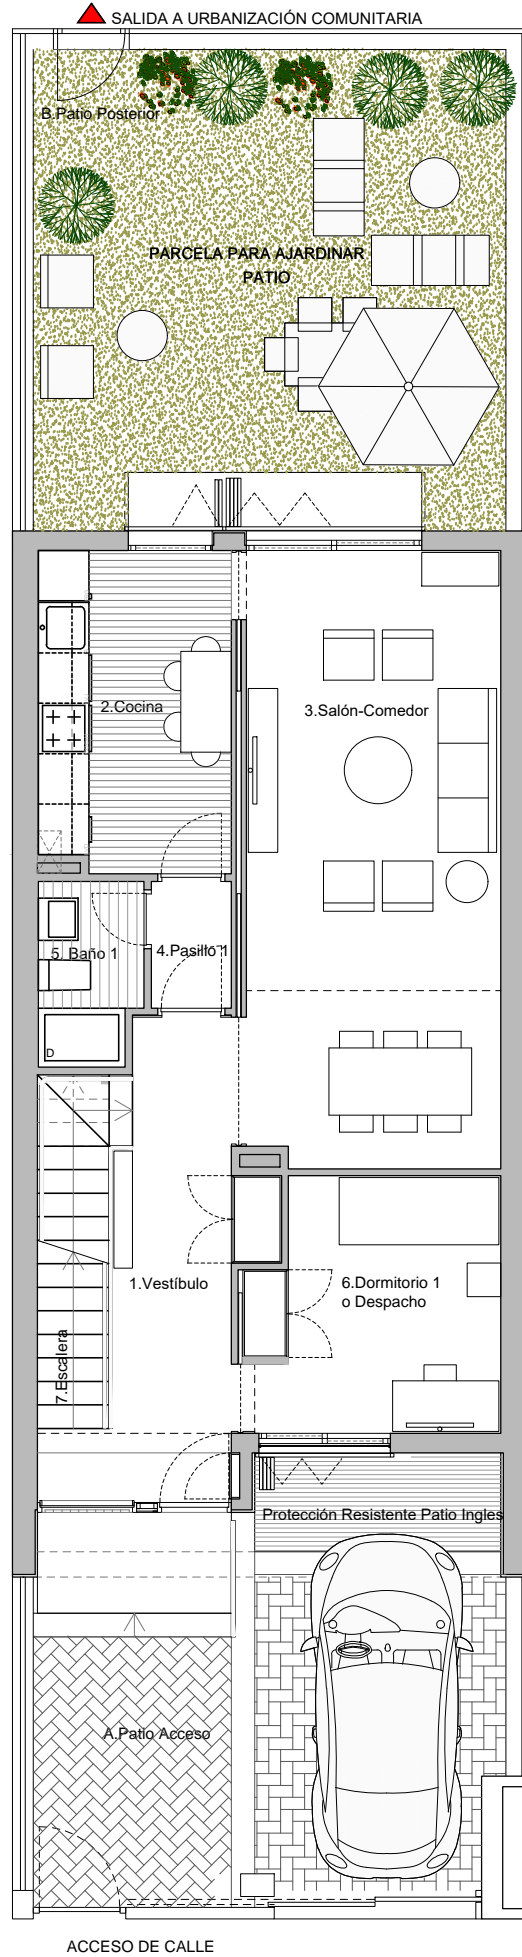 SALIDA A URBANIZACIÓN COMUNITARIA
B.Patio Posterior
PARCELA PARA AJARDINAR
PATIO
2.Cocina
3.Salón-Comedor
5. Baño 1
4.Pasillo 1
D
1.Vestíbulo
6.Dormitorio 1
o Despacho
7.Escalera
Protección Resistente Patio Ingles
A.Patio Acceso
ACCESO DE CALLE